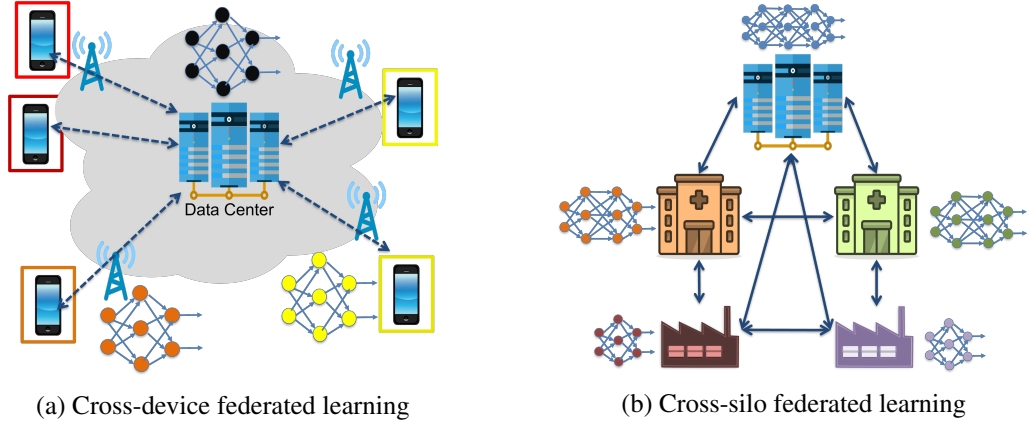 Data Center
(a) Cross-device federated learning
(b) Cross-silo federated learning